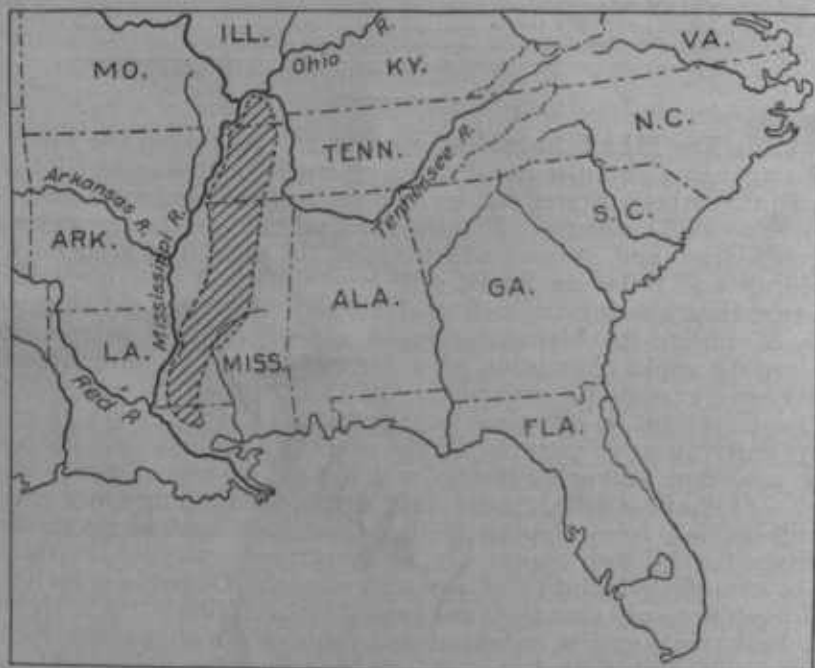 ILL.
VA.
MO.
Ohio R.
KY.
N.C.
TENN.
Tennessee R.
Arkansas R.
Mississippi R.
S.C.
ARK.
GA.
ALA.
LA.
MISS.
Red R.
FLA.